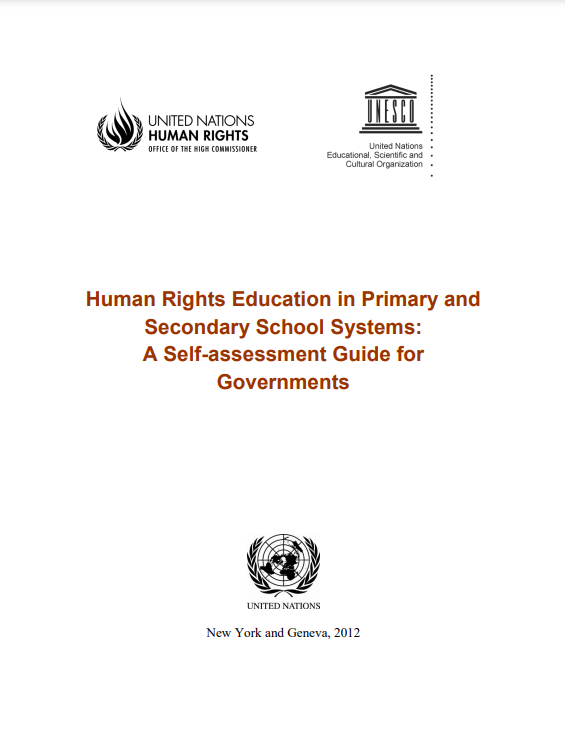 UNITED NATIONS
HUMAN RIGHTS
OFFICE OF THE HIGH COMMISSIONER
UNESCO
United Nations
Educational, Scientific and
Cultural Organization
Human Rights Education in Primary and
Secondary School Systems:
A Self-assessment Guide for
Governments
UNITED NATIONS
New York and Geneva, 2012